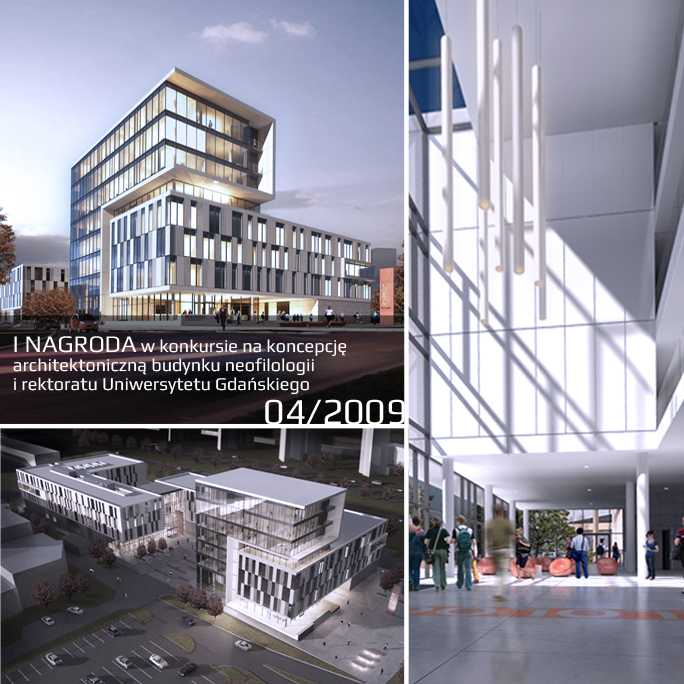 I NAGRODA w konkursie na koncepcję
architektoniczną budynku neofilologii
i rektoratu Uniwersytetu Gdańskiego
04/2009